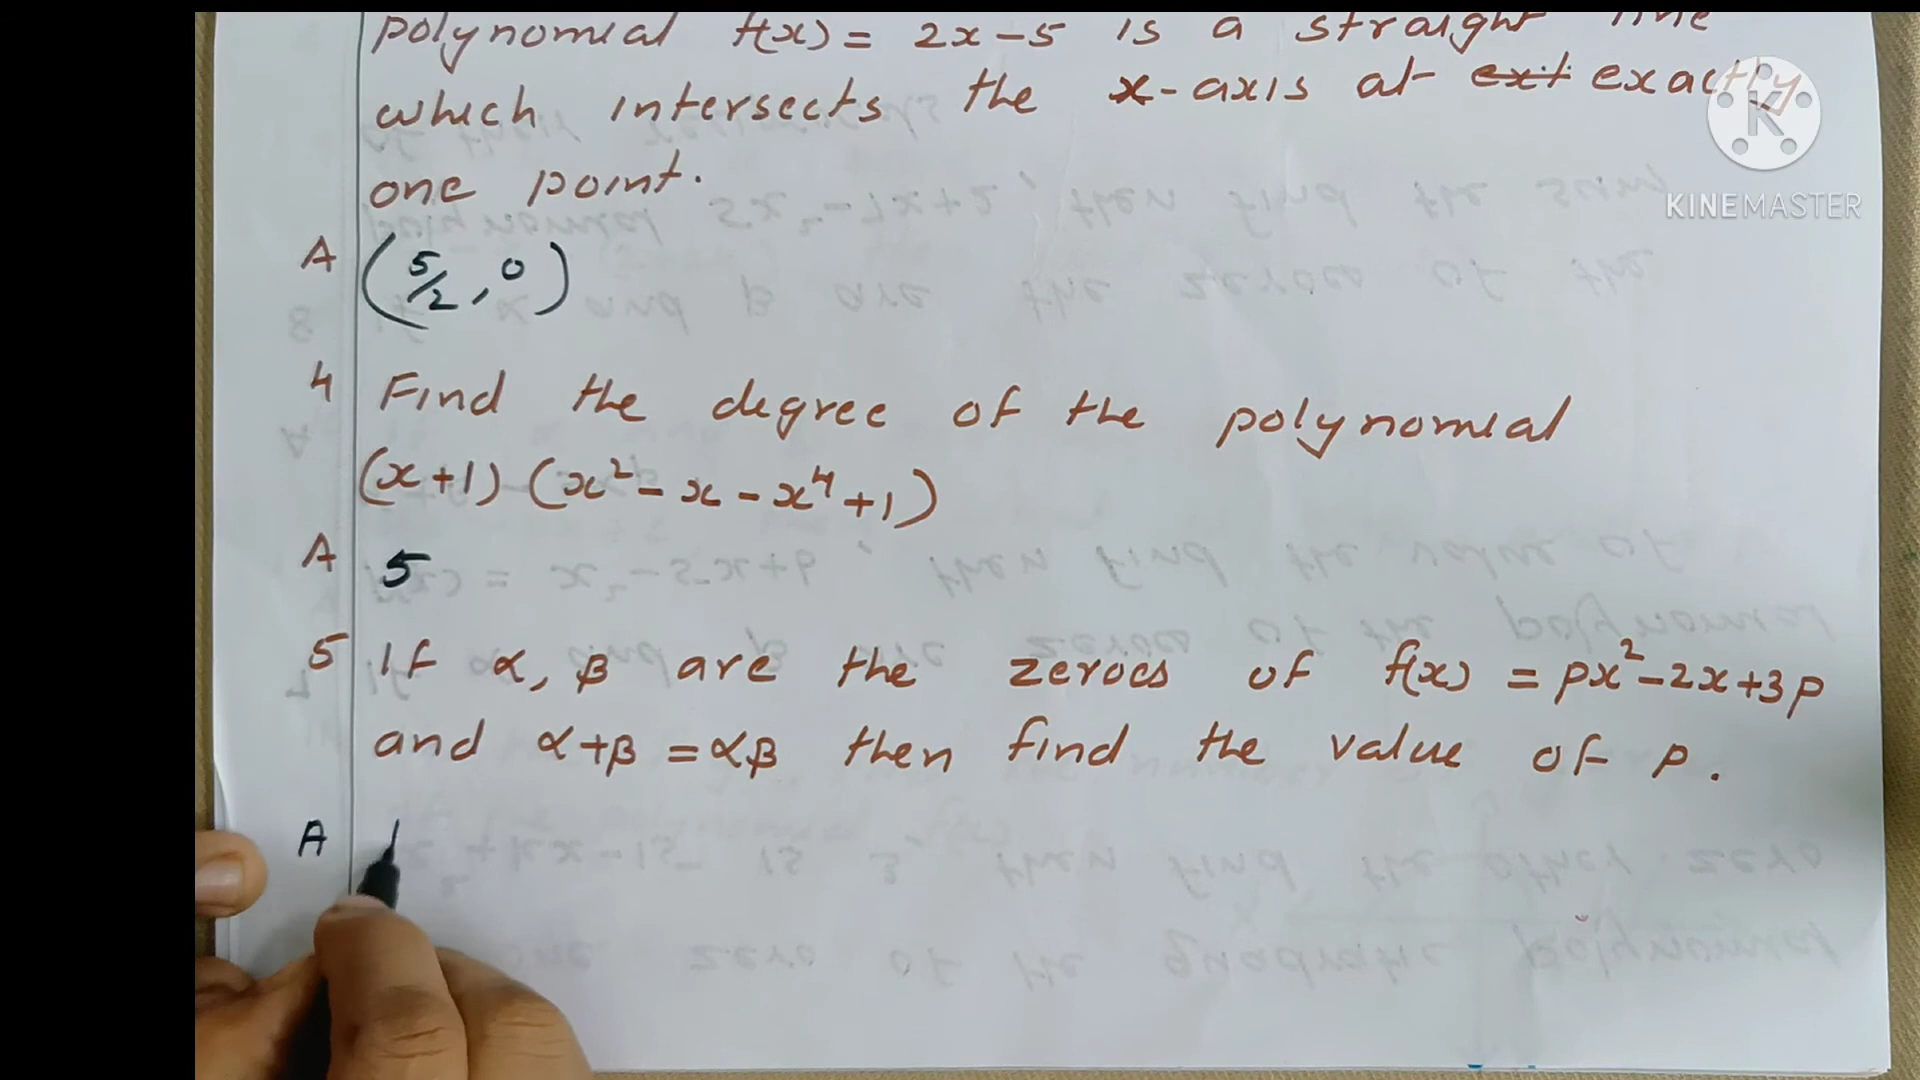 polynomial f(x) = 2x-5 is a straight line
which intersects the x-axis at ext exactly
one point.
A (5/2, 0)
4 Find the degree of the polynomial
(x+1) (x²-x-x⁴+1)
A 5
5 If α, β are the zeroes of f(x) = px²-2x+3p
and α+β = αβ then find the value of p.
A
K
KINEMASTER